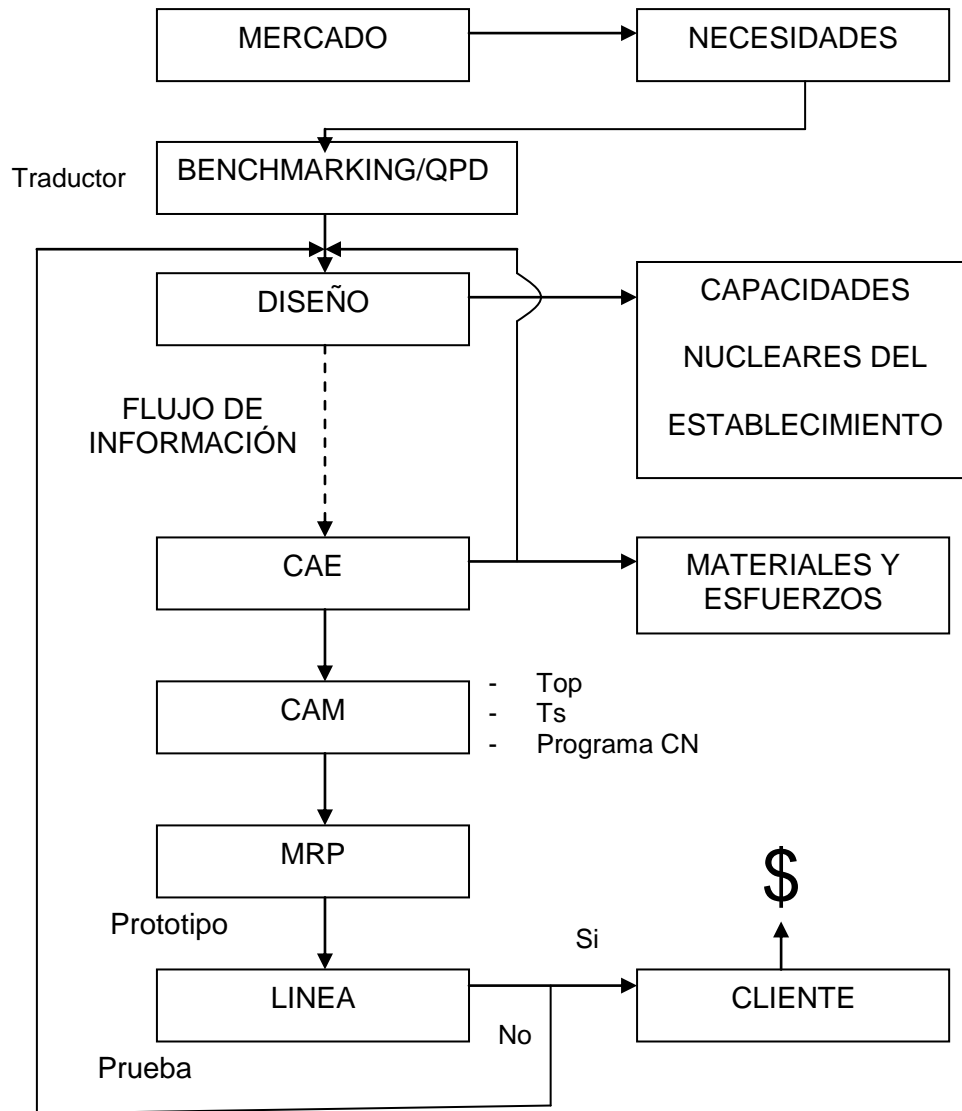 MERCADO
NECESIDADES
Traductor
BENCHMARKING/QPD
DISEÑO
CAPACIDADES
NUCLEARES DEL
ESTABLECIMIENTO
FLUJO DE
INFORMACIÓN
CAE
MATERIALES Y
ESFUERZOS
CAM
- Top
- Ts
- Programa CN
MRP
$
Prototipo
Si
LINEA
CLIENTE
No
Prueba